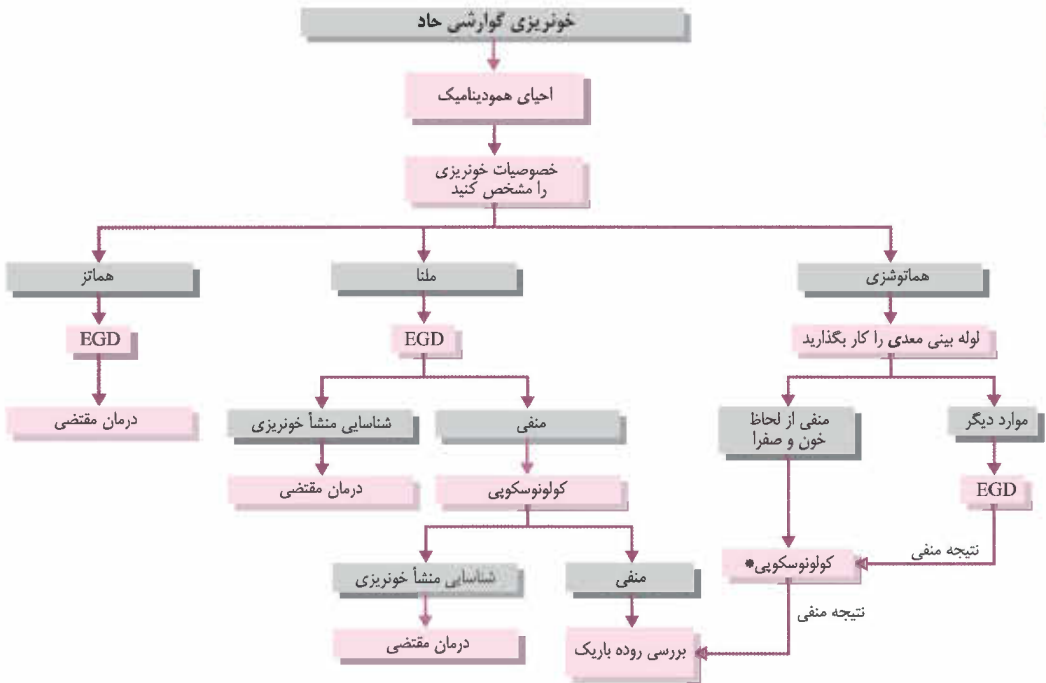 خونریزی گوارشی حاد
احیای همودینامیک
خصوصیات خونریزی
را مشخص کنید
هماتوشزی
ملنا
هماتز
لوله بینی معدی را کار بگذارید
EGD
EGD
موارد دیگر
منفی از لحاظ
خون و صفرا
منفی
شناسایی منشأ خونریزی
درمان مقتضی
EGD
کولونوسکوپی
درمان مقتضی
نتیجه منفی
کولونوسکوپی*
منفی
شناسایی منشأ خونریزی
نتیجه منفی
بررسی روده باریک
درمان مقتضی